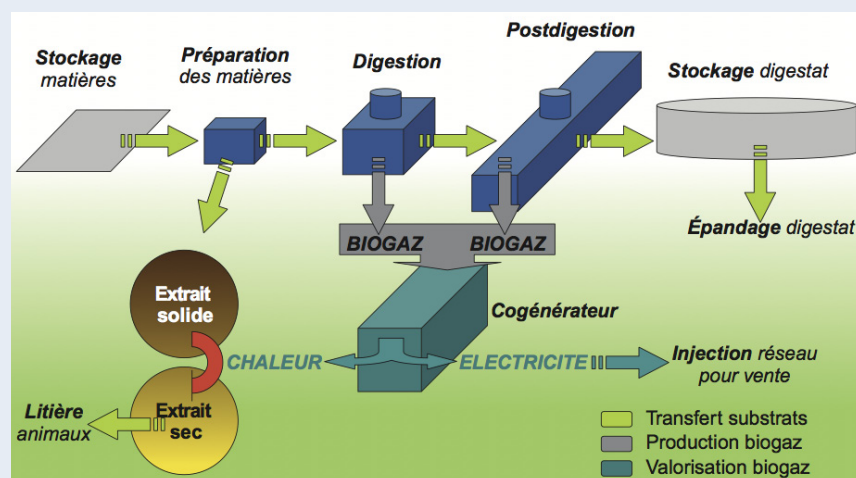 Stockage
matières
Préparation
des matières
Digestion
Postdigestion
Stockage digestat
Épandage digestat
BIOGAZ
BIOGAZ
Cogénérateur
Extrait
solide
CHALEUR
ELECTRICITE
Injection réseau
pour vente
Litière
animaux
Extrait
sec
Transfert substrats
Production biogaz
Valorisation biogaz